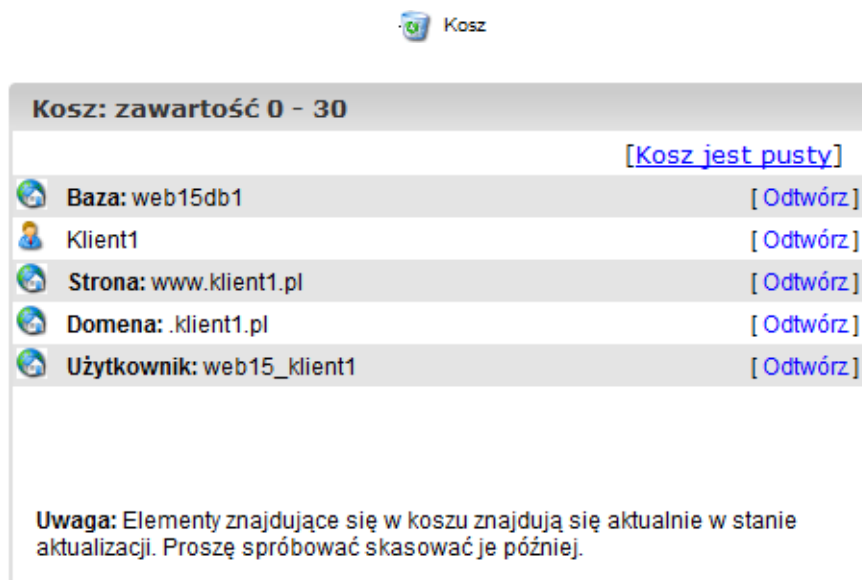 Kosz
Kosz: zawartość 0 - 30
[Kosz jest pusty]
Baza: web15db1 [ Odtwórz ]
Klient1 [ Odtwórz ]
Strona: www.klient1.pl [ Odtwórz ]
Domena: .klient1.pl [ Odtwórz ]
Użytkownik: web15_klient1 [ Odtwórz ]
Uwaga: Elementy znajdujące się w koszu znajdują się aktualnie w stanie
aktualizacji. Proszę spróbować skasować je później.